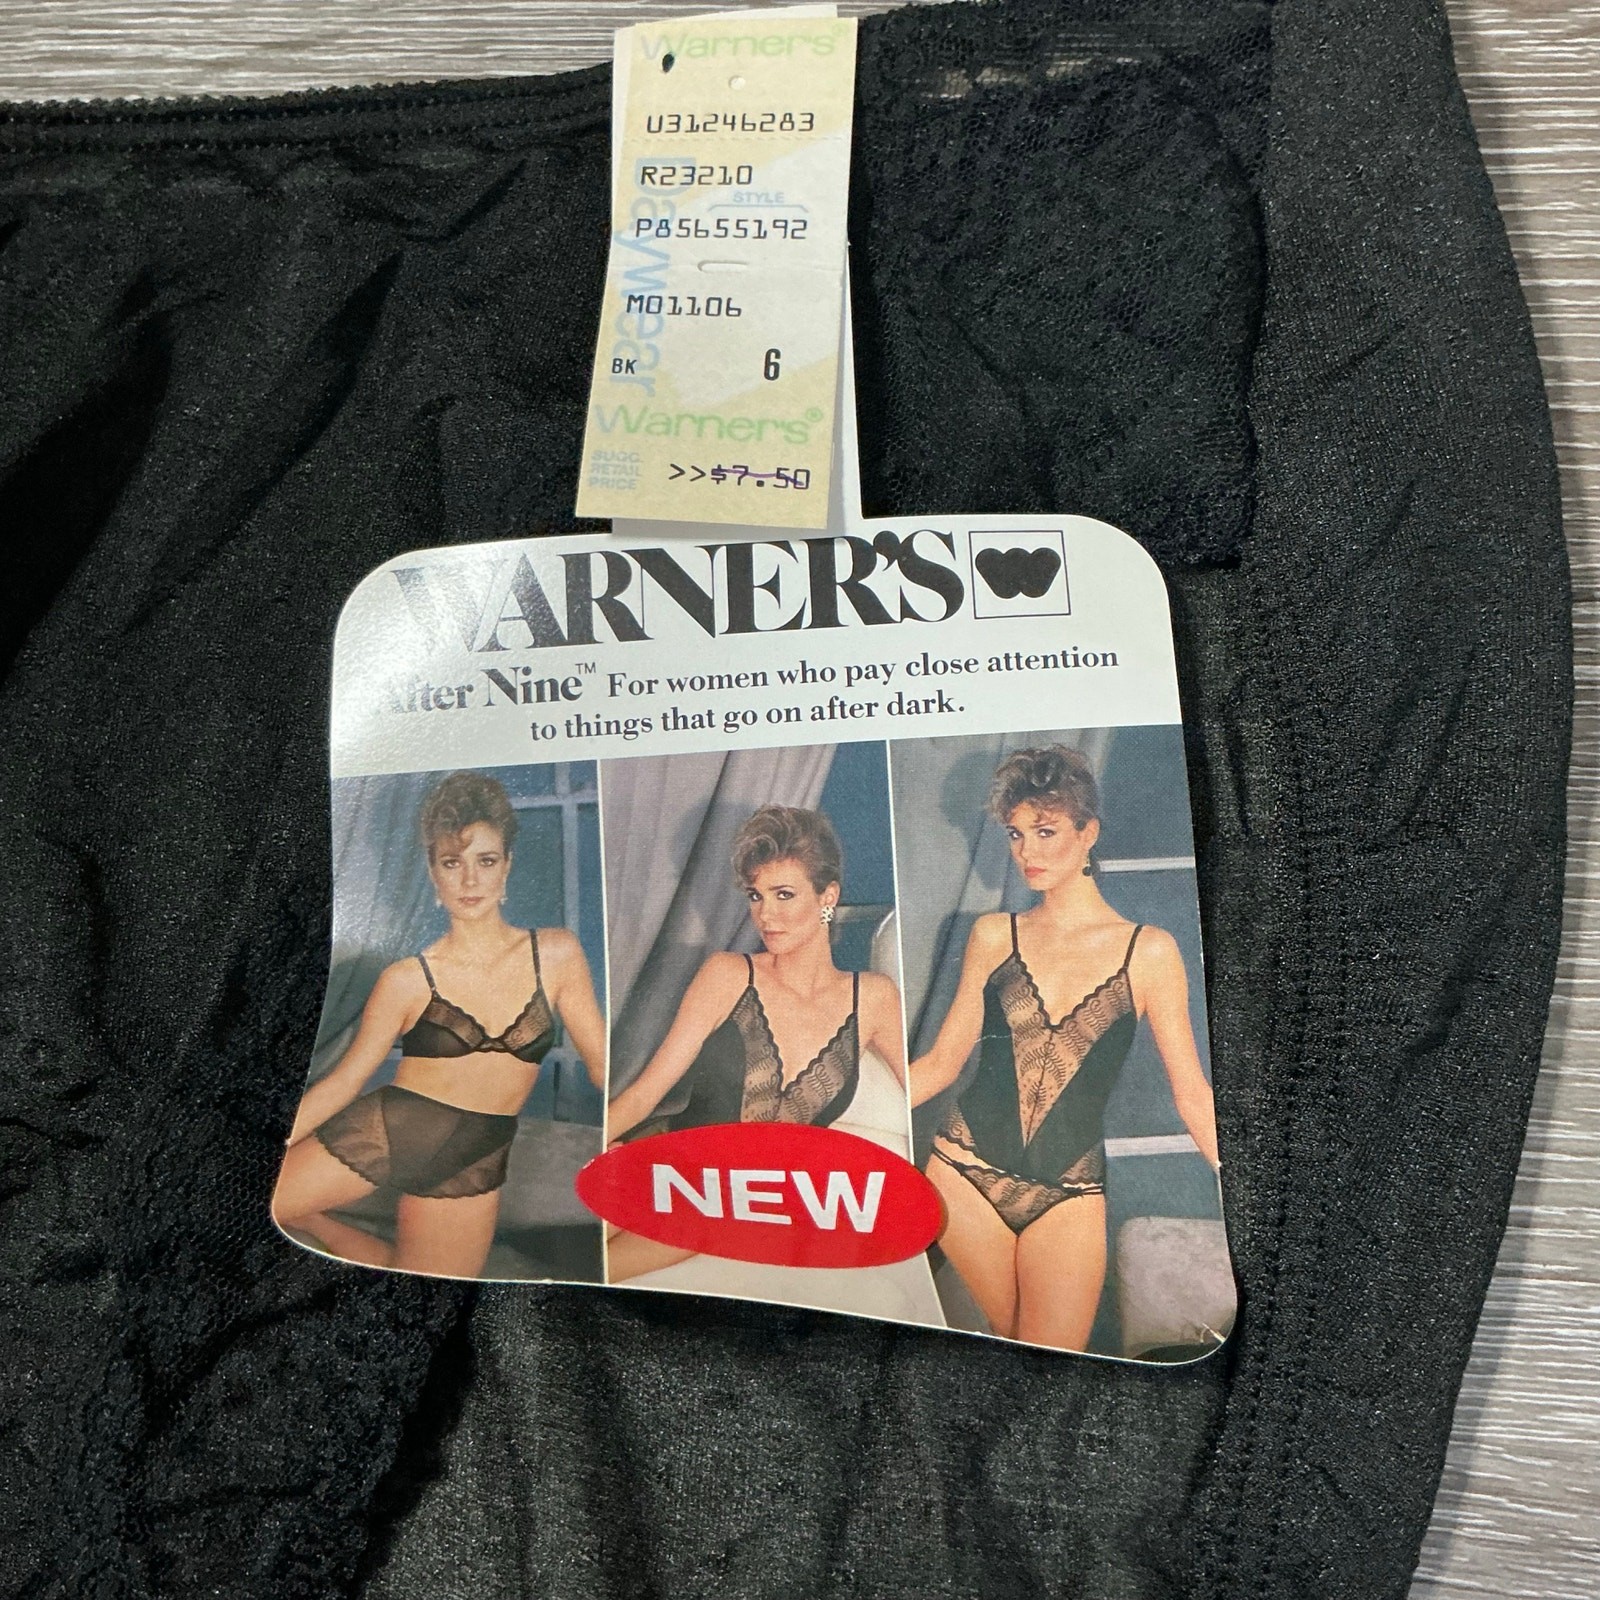 Warner's®
U31246283
R23210
STYLE
P85655192
Daywear
M01106
BK 6
Warner's®
SUGG.
RETAIL
PRICE
>>$7.50
WARNER'S
After Nine™ For women who pay close attention
to things that go on after dark.
NEW